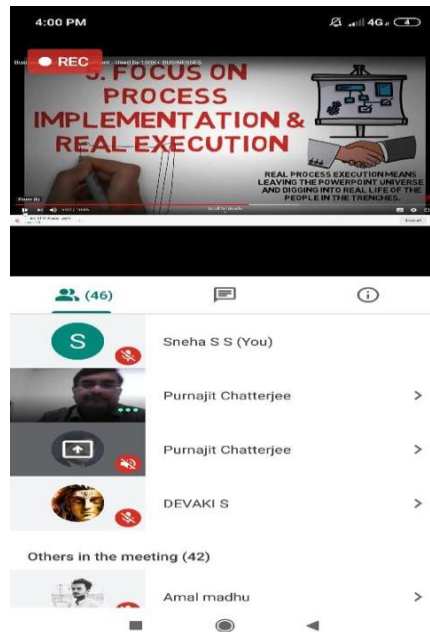 4:00 PM
4G
4
REC
5. FOCUS ON
PROCESS
IMPLEMENTATION &
REAL EXECUTION
REAL PROCESS EXECUTION MEANS
LEAVING THE POWERPOINT UNIVERSE
AND DIGGING INTO REAL LIFE OF THE
PEOPLE IN THE TRENCHES.
(46)
S
Sneha S S (You)
Purnajit Chatterjee
Purnajit Chatterjee
DEVAKI S
Others in the meeting (42)
Amal madhu